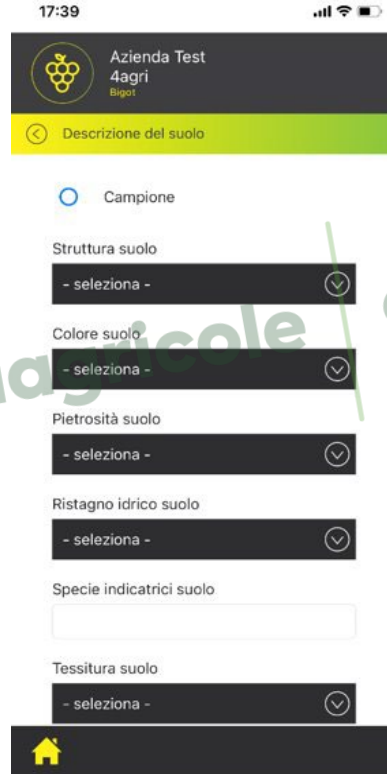 17:39
Azienda Test
4agri
Bigot
Descrizione del suolo
Campione
Struttura suolo
- seleziona -
Colore suolo
- seleziona -
agricole
Pietrosità suolo
- seleziona -
Ristagno idrico suolo
- seleziona -
Specie indicatrici suolo
Tessitura suolo
- seleziona -